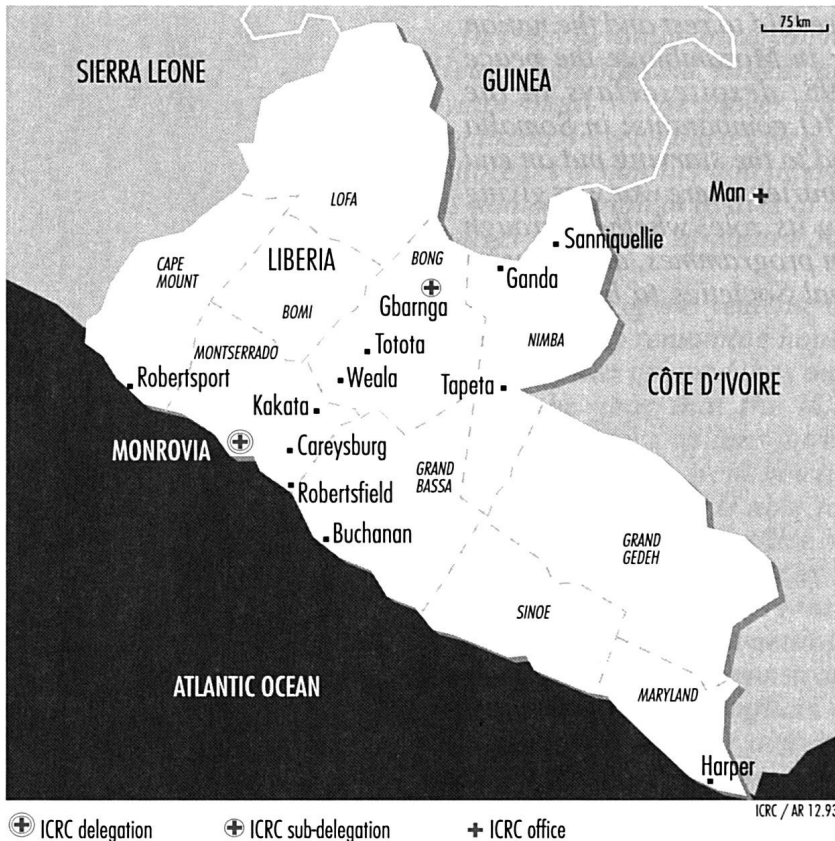 75 km
SIERRA LEONE
GUINEA
Man
LOFA
Sanniquellie
CAPE
MOUNT
LIBERIA
BONG
Ganda
Gbarnga
BOMI
NIMBA
Totota
MONTSERRADO
Robertsport
Weala
Tapeta
CÔTE D'IVOIRE
Kakata
MONROVIA
Careysburg
GRAND
BASSA
Robertsfield
Buchanan
GRAND
GEDEH
SINOE
ATLANTIC OCEAN
MARYLAND
Harper
ICRC / AR 12.93
ICRC delegation
ICRC sub-delegation
ICRC office